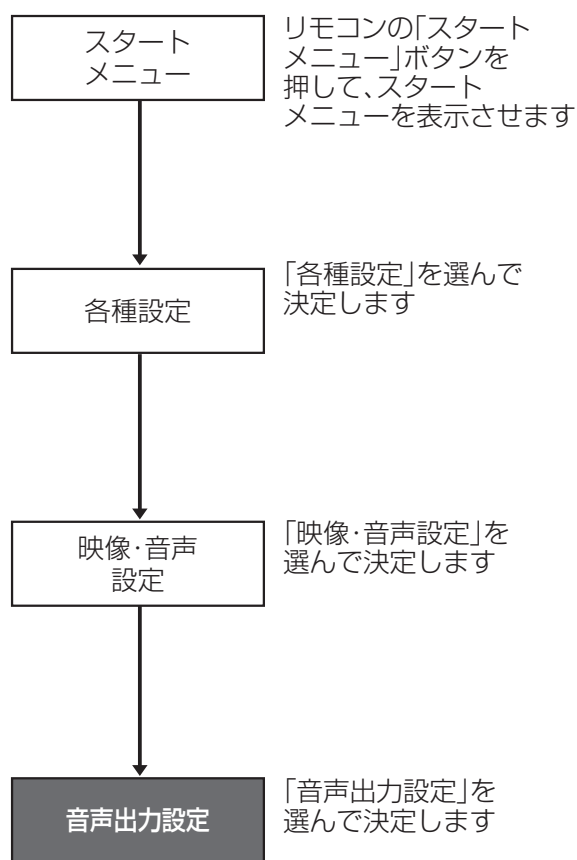 スタート
メニュー
リモコンの「スタート
メニュー」ボタンを
押して、スタート
メニューを表示させます
各種設定
「各種設定」を選んで
決定します
映像・音声
設定
「映像・音声設定」を
選んで決定します
音声出力設定
「音声出力設定」を
選んで決定します